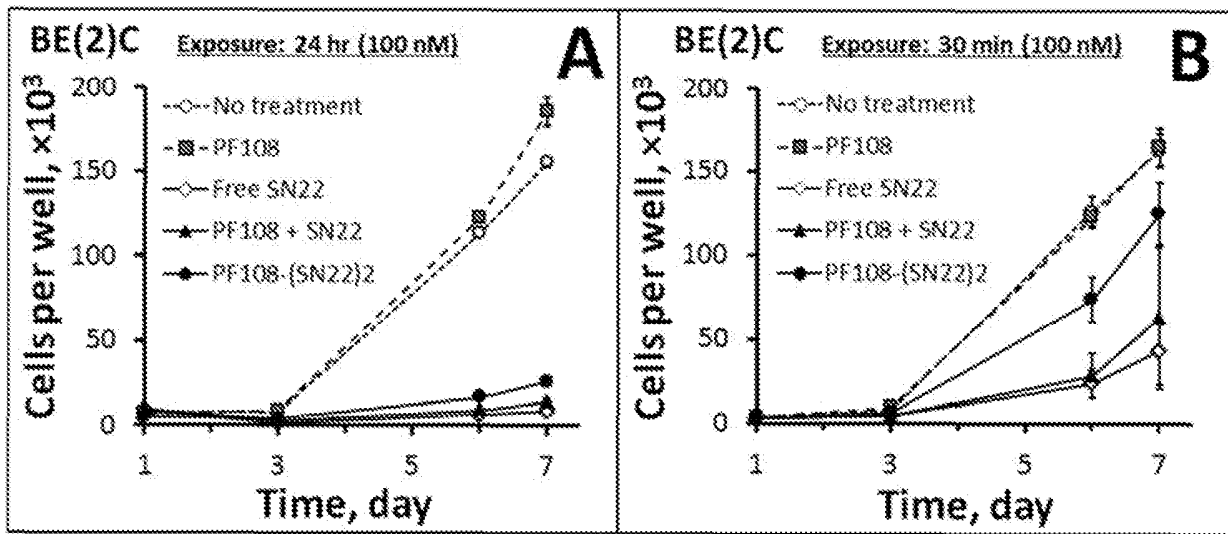 BE(2)C Exposure: 24 hr (100 nM) A
Cells per well, ×10³
200
150
100
50
0
No treatment
PF108
Free SN22
PF108 + SN22
PF108-(SN22)2
1 3 5 7
Time, day
BE(2)C Exposure: 30 min (100 nM) B
Cells per well, ×10³
200
150
100
50
0
No treatment
PF108
Free SN22
PF108 + SN22
PF108-(SN22)2
1 3 5 7
Time, day